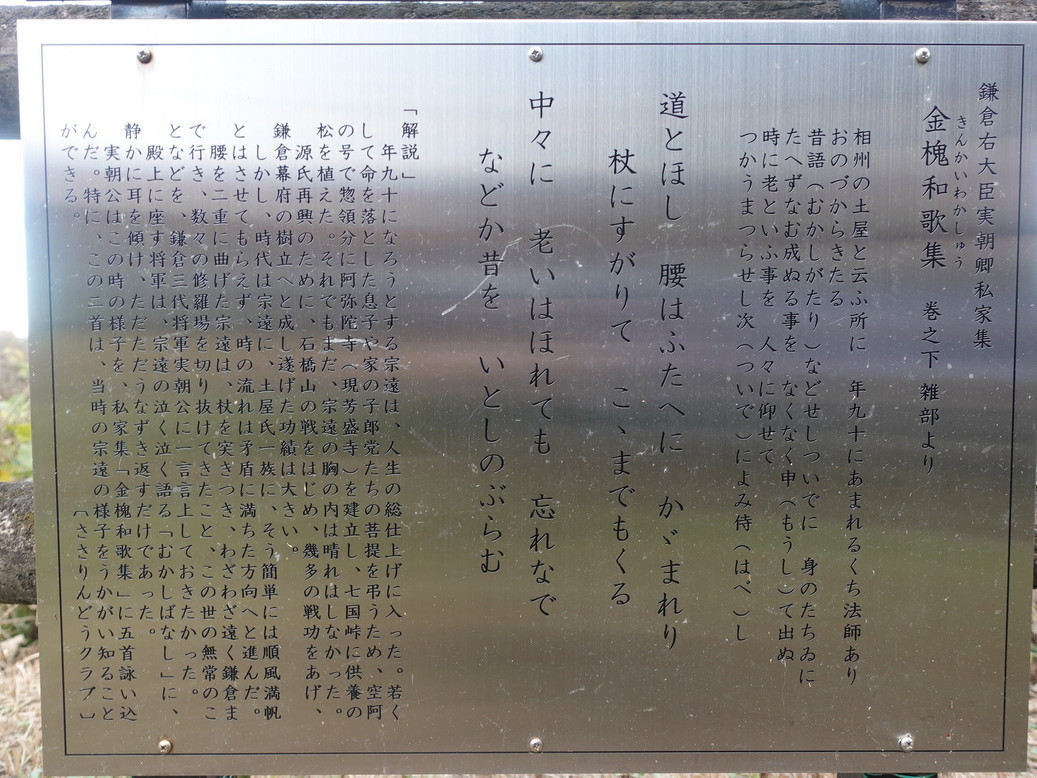 鎌倉右大臣実朝卿私家集
きんかいわかしゅう
金槐和歌集　巻之下 雑部より
相州の土屋と云ふ所に　年九十にあまれるくち法師あり
おのづからきたる
昔語（むかしがたり）などせしついでに　身のたちゐに
たへずなむ成ぬる事を　なくなく申（もうし）て出ぬ
時に老といふ事を　人々に仰せて
つかうまつらせし次（ついで）によみ侍（はべ）し
道とほし　腰はふたへに　かゞまれり
杖にすがりて　こゝまでもくる
中々に　老いはほれても　忘れなで
などか昔を　いとしのぶらむ
「解説」
年九十になろうとする宗遠は、人生の総仕上げに入った。若く
して命を落とした息子や家の子郎党たちの菩提を弔うため、空阿
の号で惣領分に阿弥陀寺（現芳盛寺）を建立し、七国峠に供養の
松を植えた。それでもまだ、宗遠の胸の内は晴れはしなかった。
源氏再興のために、石橋山の戦をはじめ、幾多の戦功をあげ、
鎌倉幕府の樹立へと成し遂げた功績は大きい。
しかし、時代は宗遠に、土屋氏一族に、そう簡単には順風満帆
とはさせてもらえず、時の流れは矛盾に満ちた方向へと進んだ。
腰を二重に曲げた宗遠は、杖を突きつき、わざわざ遠く鎌倉ま
で行き、数々の修羅場を切り抜けてきたこと、この世の無常のこ
となどを、鎌倉三代将軍実朝公に一言言上しておきたかった。
殿上に座す将軍は、宗遠の泣く泣く語る「むかしばなし」に、
静かに耳を傾け、ただただうなずき返すだけであった。
実朝公はこの時の様子を、私家集「金槐和歌集」に五首詠い込
んだ。特に、この二首は、当時の宗遠の様子をうかがい知ること
ができる。　〔ささりんどうクラブ〕